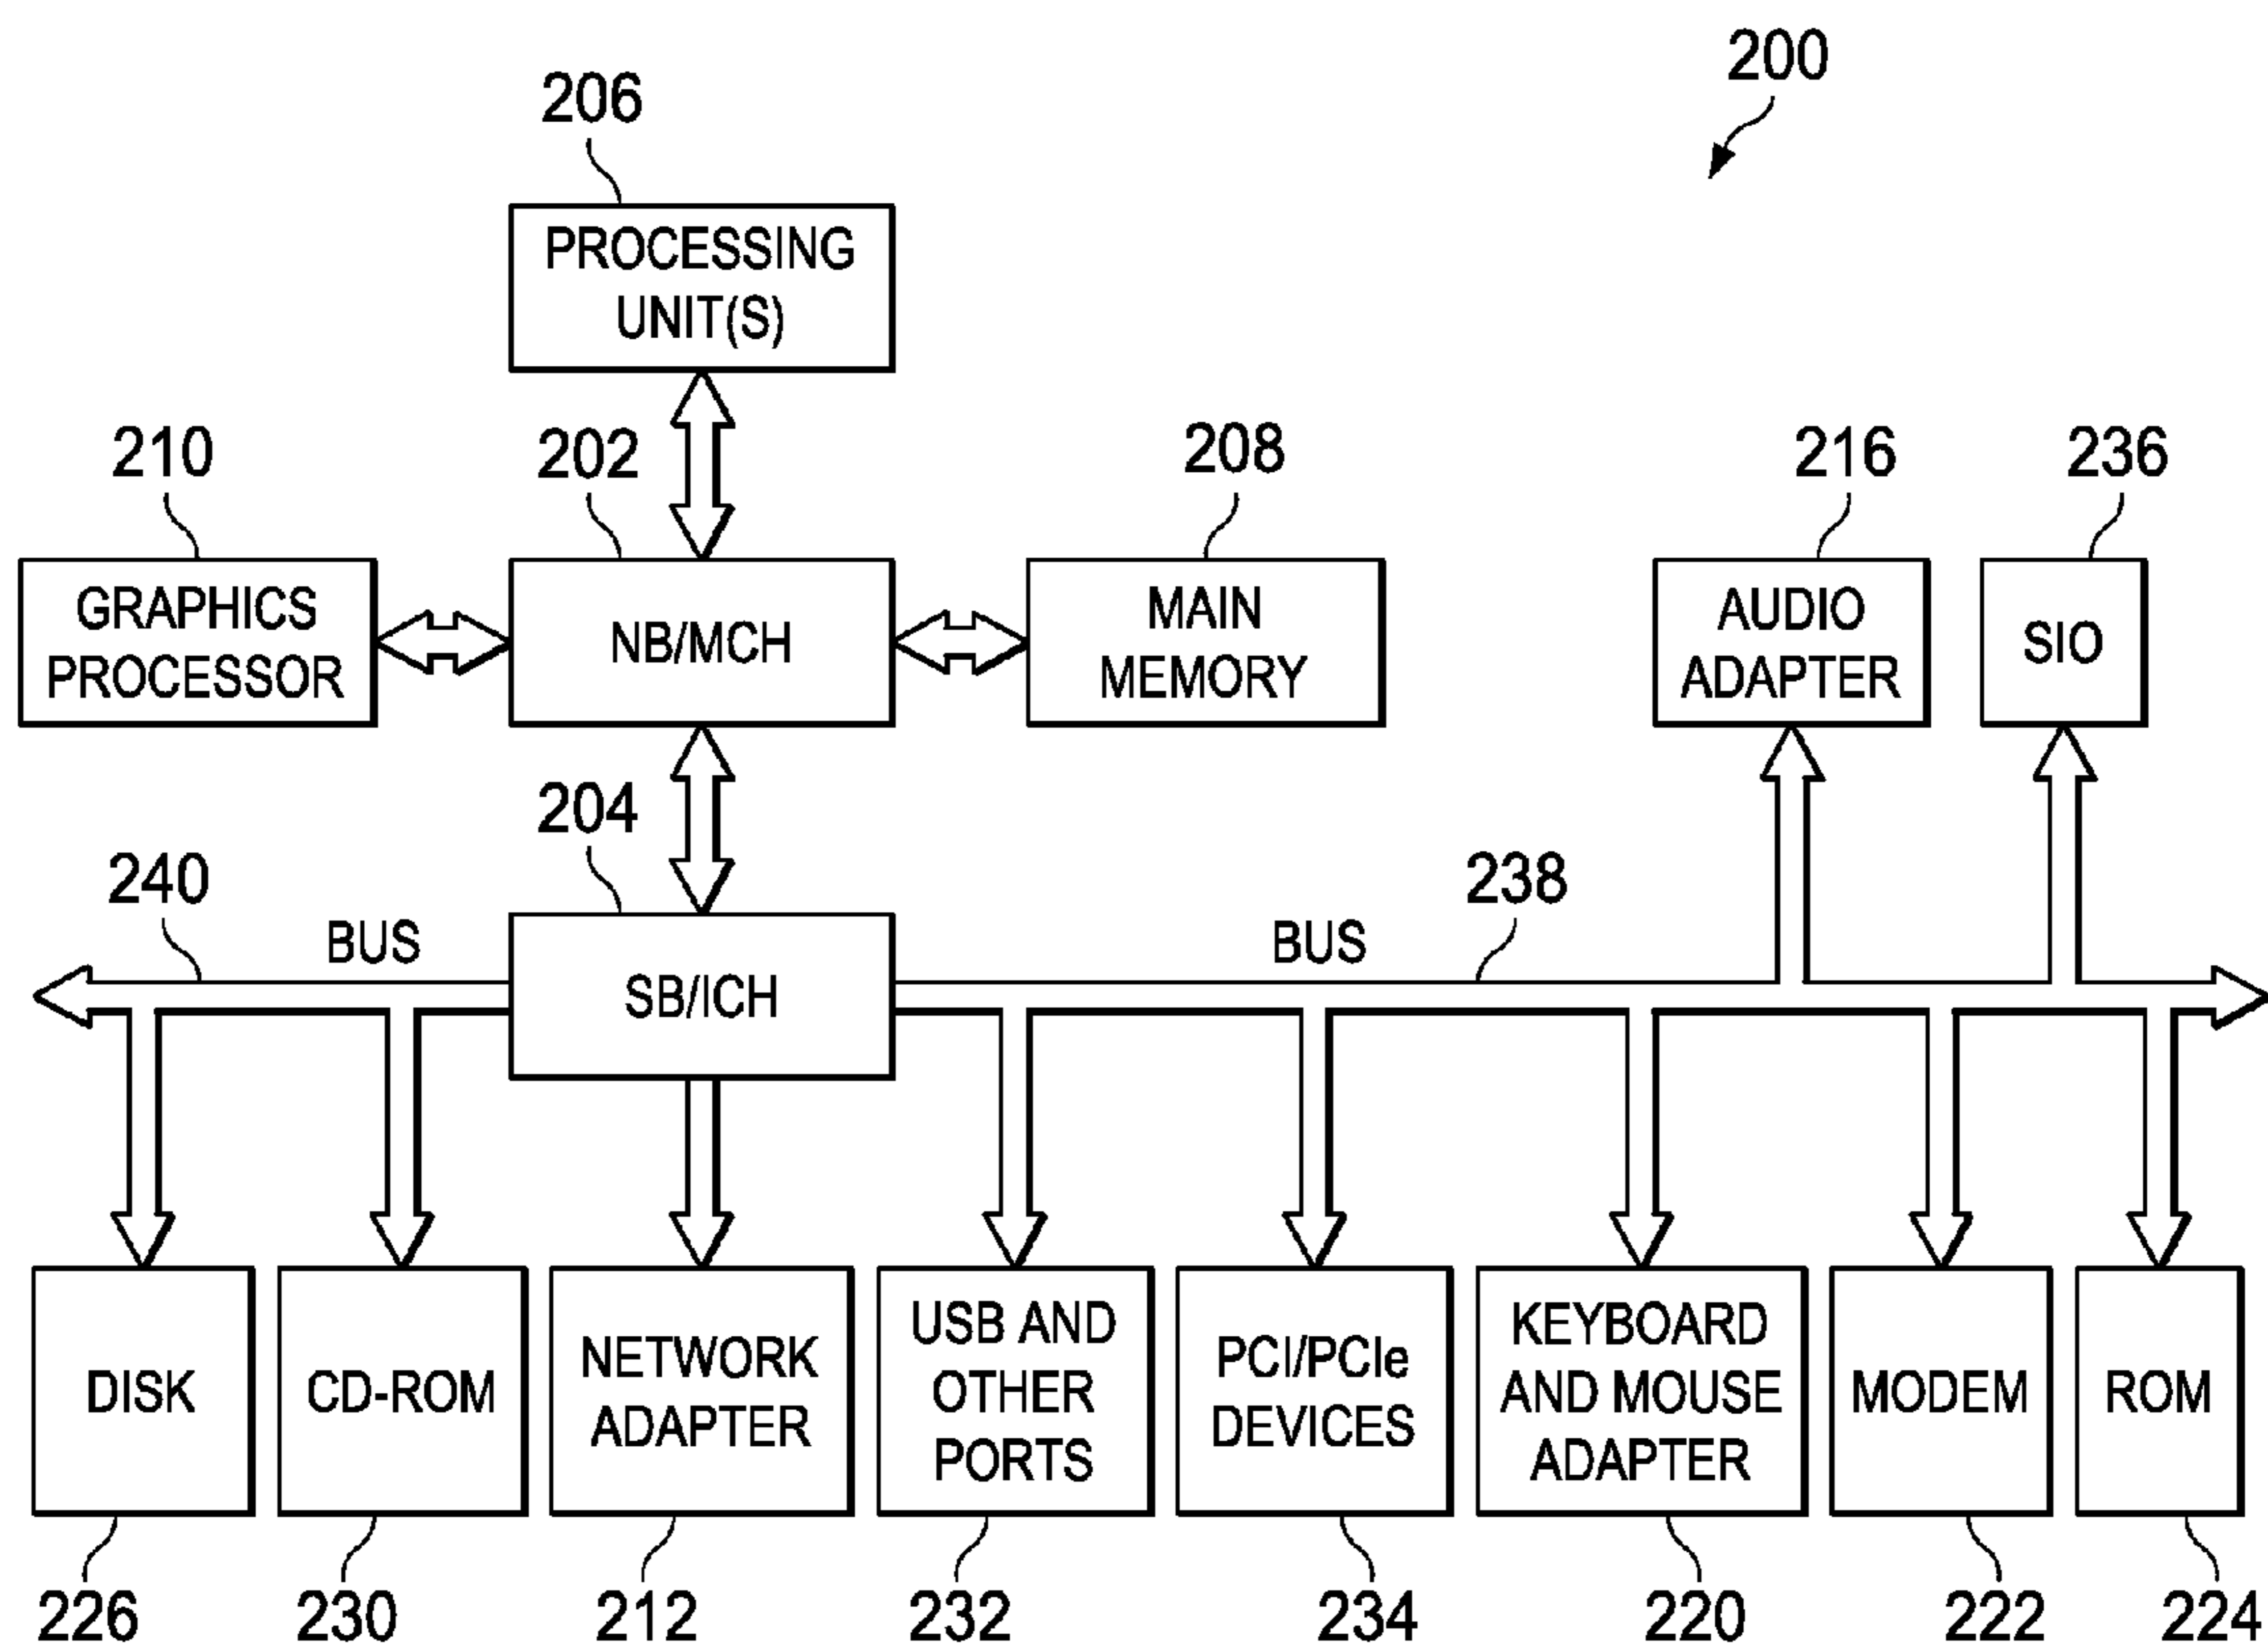 200
206
PROCESSING
UNIT(S)
210
202
208
216
236
GRAPHICS
PROCESSOR
NB/MCH
MAIN
MEMORY
AUDIO
ADAPTER
SIO
204
240
BUS
238
BUS
SB/ICH
DISK
CD-ROM
NETWORK
ADAPTER
USB AND
OTHER
PORTS
PCI/PCIe
DEVICES
KEYBOARD
AND MOUSE
ADAPTER
MODEM
ROM
226
230
212
232
234
220
222
224